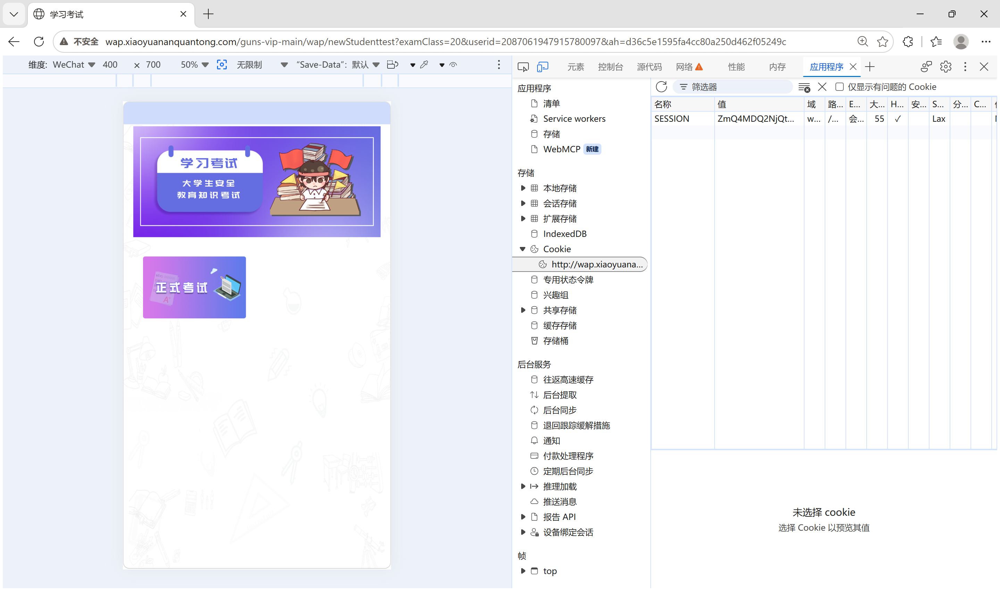 学习考试
不安全 wap.xiaoyuananquantong.com/guns-vip-main/wap/newStudenttest?examClass=20&userid=2087061947915780097&ah=d36c5e1595fa4cc80a250d462f05249c
维度: WeChat 400 × 700 50% 无限制 “Save-Data”: 默认
学习考试
大学生安全
教育知识考试
正式考试
A+
元素 控制台 源代码 网络 性能 内存 应用程序
应用程序
清单
Service workers
存储
WebMCP 新建
存储
本地存储
会话存储
扩展存储
IndexedDB
Cookie
http://wap.xiaoyuana...
专用状态令牌
兴趣组
共享存储
缓存存储
存储桶
后台服务
往返高速缓存
后台提取
后台同步
退回跟踪缓解措施
通知
付款处理程序
定期后台同步
推理加载
推送消息
报告 API
设备绑定会话
帧
top
筛选器 仅显示有问题的 Cookie
名称 值 域 路... E... 大... H... 安... S... 分... C...
SESSION ZmQ4MDQ2NjQt... w... /... 会... 55 ✓ Lax
未选择 cookie
选择 Cookie 以预览其值